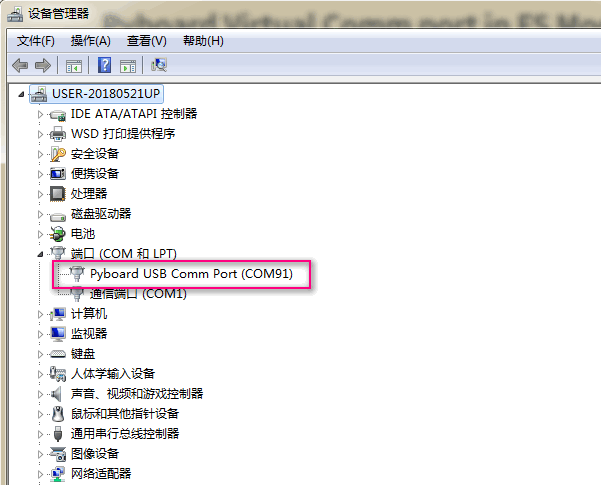 设备管理器
Pyboard Virtual Comm port in FS Mo
文件(F) 操作(A) 查看(V) 帮助(H)
USER-20180521UP
IDE ATA/ATAPI 控制器
WSD 打印提供程序
安全设备
便携设备
处理器
磁盘驱动器
电池
端口 (COM 和 LPT)
Pyboard USB Comm Port (COM91)
通信端口 (COM1)
计算机
监视器
键盘
人体学输入设备
声音、视频和游戏控制器
鼠标和其他指针设备
通用串行总线控制器
图像设备
网络适配器